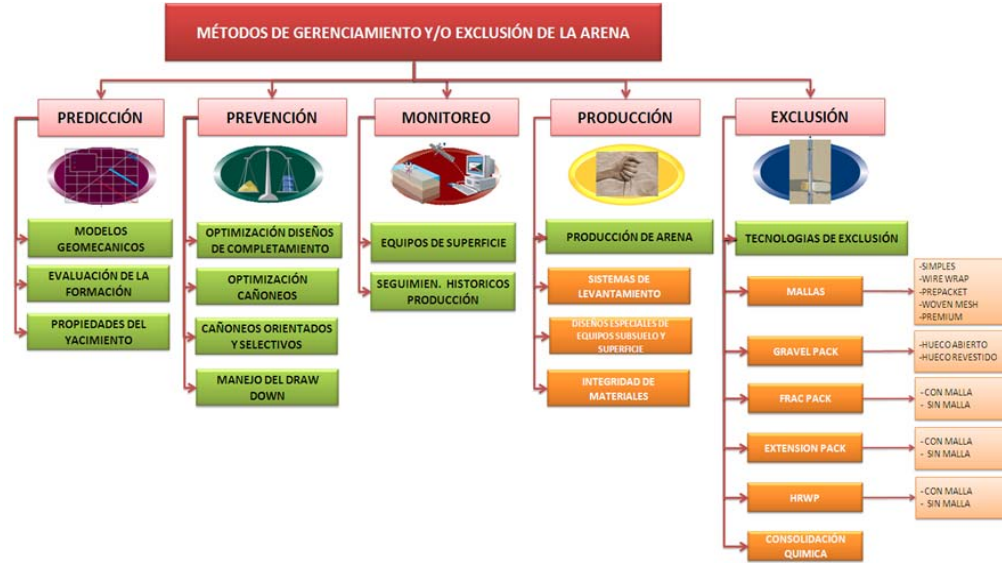 MÉTODOS DE GERENCIAMIENTO Y/O EXCLUSIÓN DE LA ARENA
PREDICCIÓN
MODELOS
GEOMECANICOS
EVALUACIÓN DE LA
FORMACIÓN
PROPIEDADES DEL
YACIMIENTO
PREVENCIÓN
OPTIMIZACIÓN DISEÑOS
DE COMPLETAMIENTO
OPTIMIZACIÓN
CAÑONEOS
CAÑONEOS ORIENTADOS
Y SELECTIVOS
MANEJO DEL DRAW
DOWN
MONITOREO
EQUIPOS DE SUPERFICIE
SEGUIMIEN. HISTORICOS
PRODUCCIÓN
PRODUCCIÓN
PRODUCCIÓN DE ARENA
SISTEMAS DE
LEVANTAMIENTO
DISEÑOS ESPECIALES DE
EQUIPOS SUBSUELO Y
SUPERFICIE
INTEGRIDAD DE
MATERIALES
EXCLUSIÓN
TECNOLOGIAS DE EXCLUSIÓN
MALLAS
-SIMPLES
-WIRE WRAP
-PREPACKET
-WOVEN MESH
-PREMIUM
GRAVEL PACK
-HUECO ABIERTO
-HUECO REVESTIDO
FRAC PACK
- CON MALLA
- SIN MALLA
EXTENSION PACK
-CON MALLA
- SIN MALLA
HRWP
-CON MALLA
- SIN MALLA
CONSOLIDACIÓN
QUIMICA